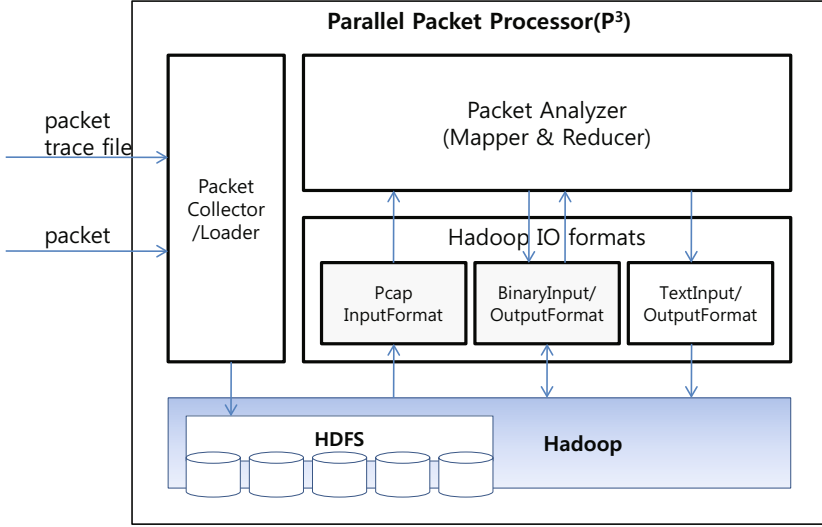 Parallel Packet Processor(P³)
packet
trace file
packet
Packet
Collector
/Loader
Packet Analyzer
(Mapper & Reducer)
Hadoop IO formats
Pcap
InputFormat
BinaryInput/
OutputFormat
TextInput/
OutputFormat
HDFS
Hadoop